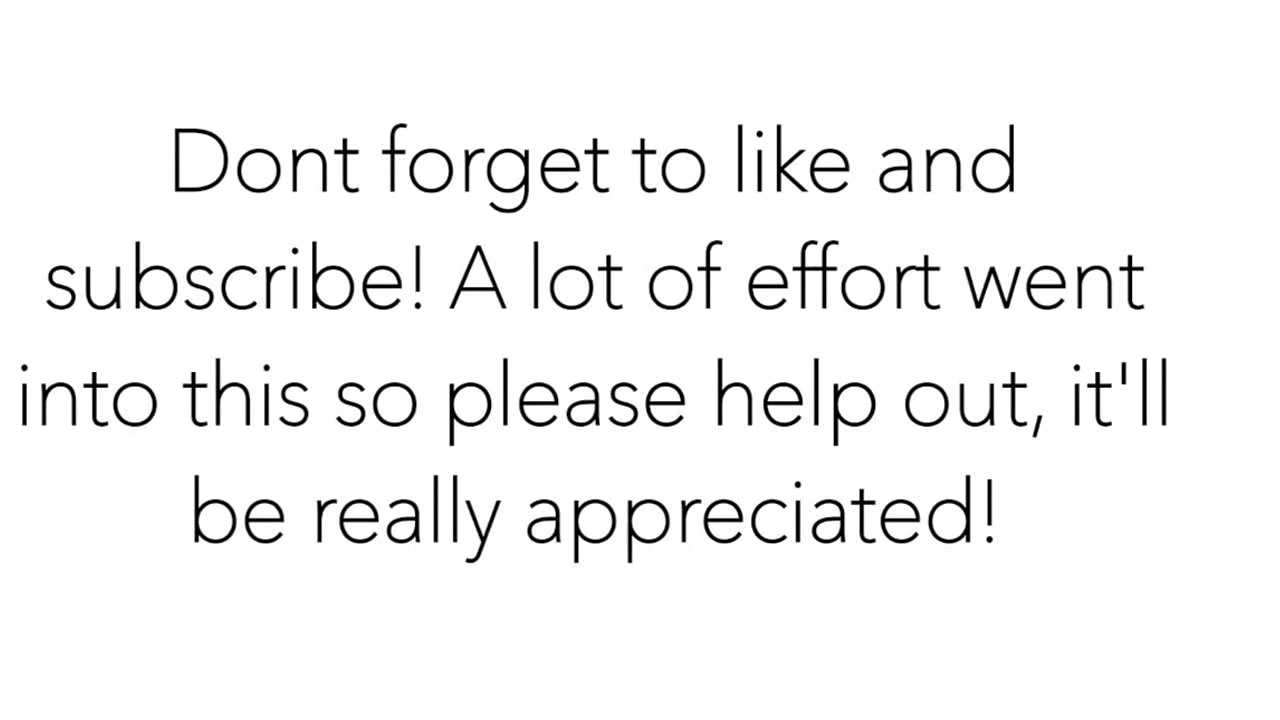 Dont forget to like and
subscribe! A lot of effort went
into this so please help out, it'll
be really appreciated!